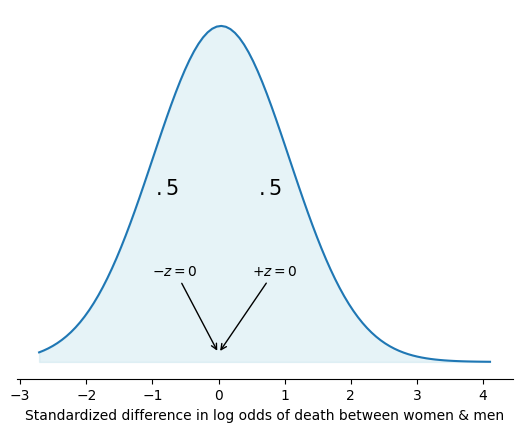 .5 .5
−z = 0 +z = 0
−3 −2 −1 0 1 2 3 4
Standardized difference in log odds of death between women & men